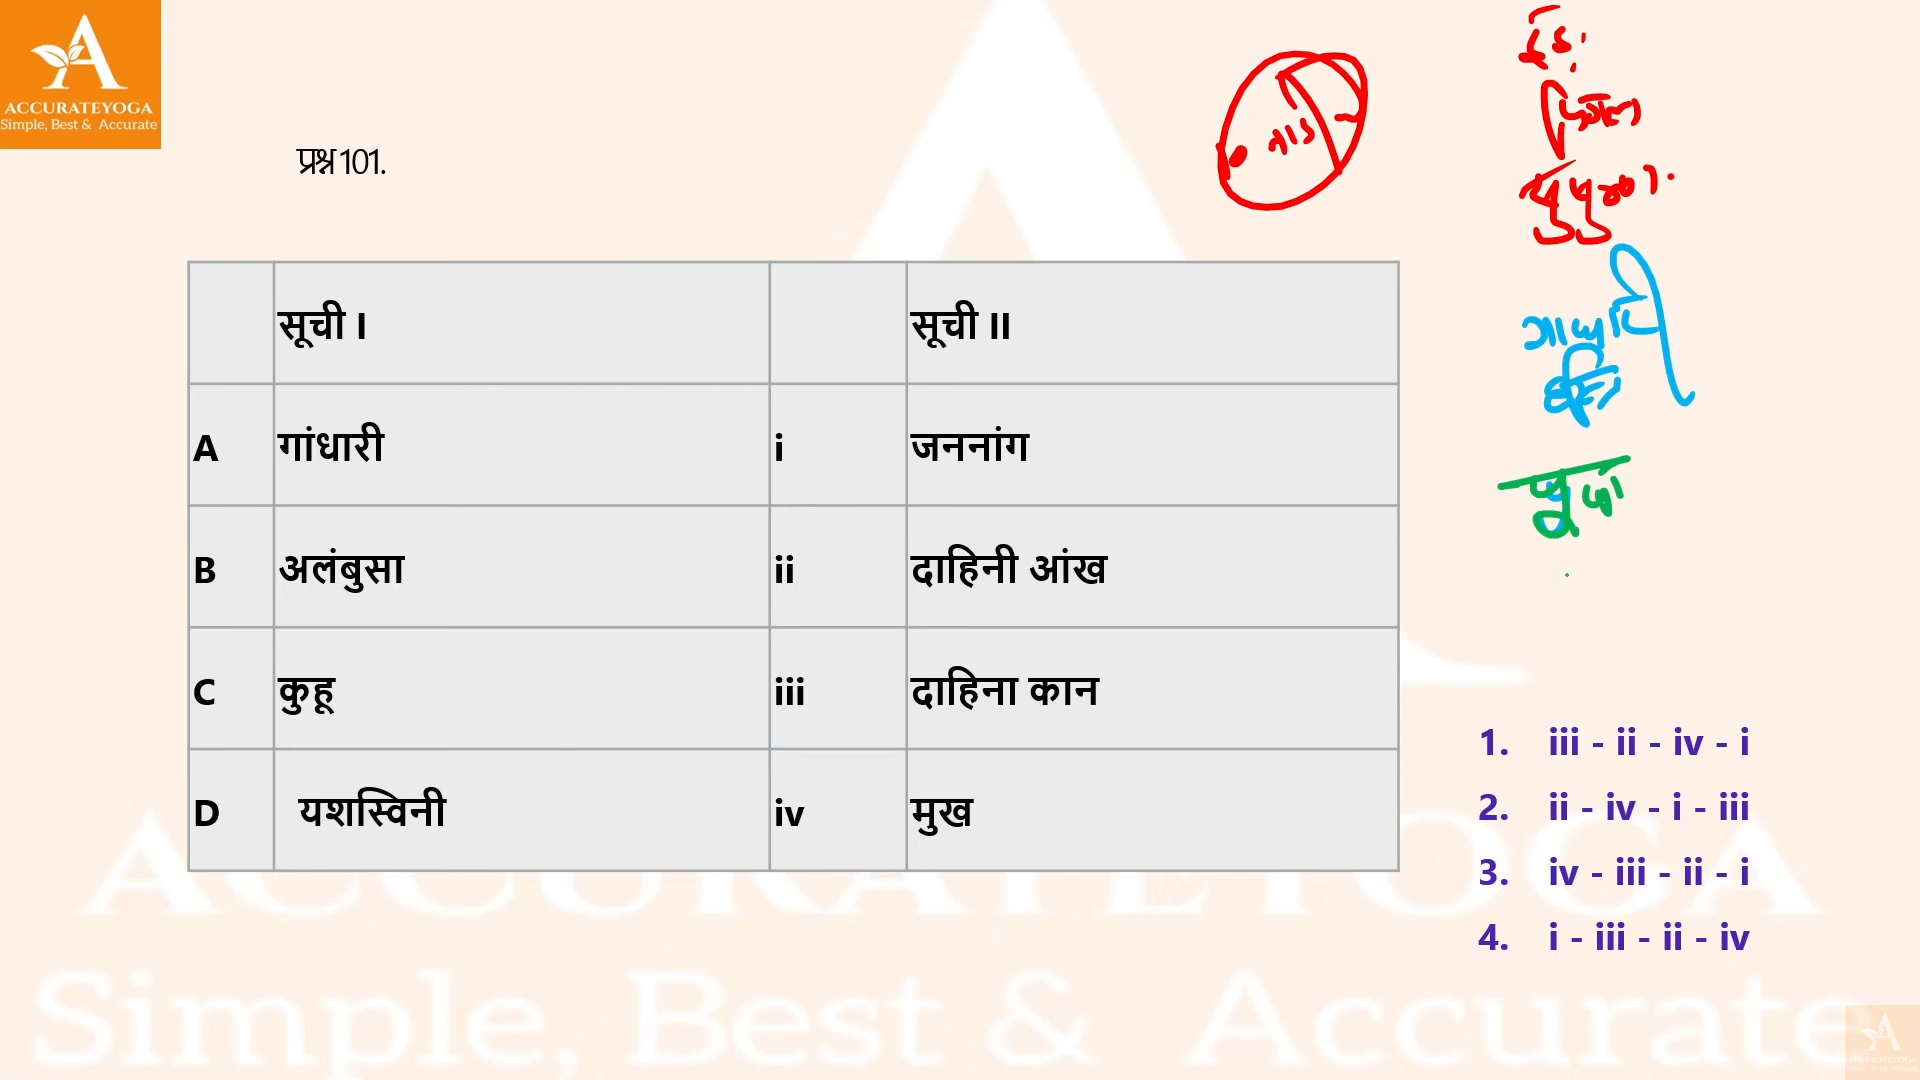 ACCURATEYOGA
Simple, Best & Accurate
प्रश्न 101.
सूची I
सूची II
A गांधारी i जननांग
B अलंबुसा ii दाहिनी आंख
C कुहू iii दाहिना कान
D यशस्विनी iv मुख
1. iii - ii - iv - i
2. ii - iv - i - iii
3. iv - iii - ii - i
4. i - iii - ii - iv
ACCURATEYOGA
Simple, Best & Accurate